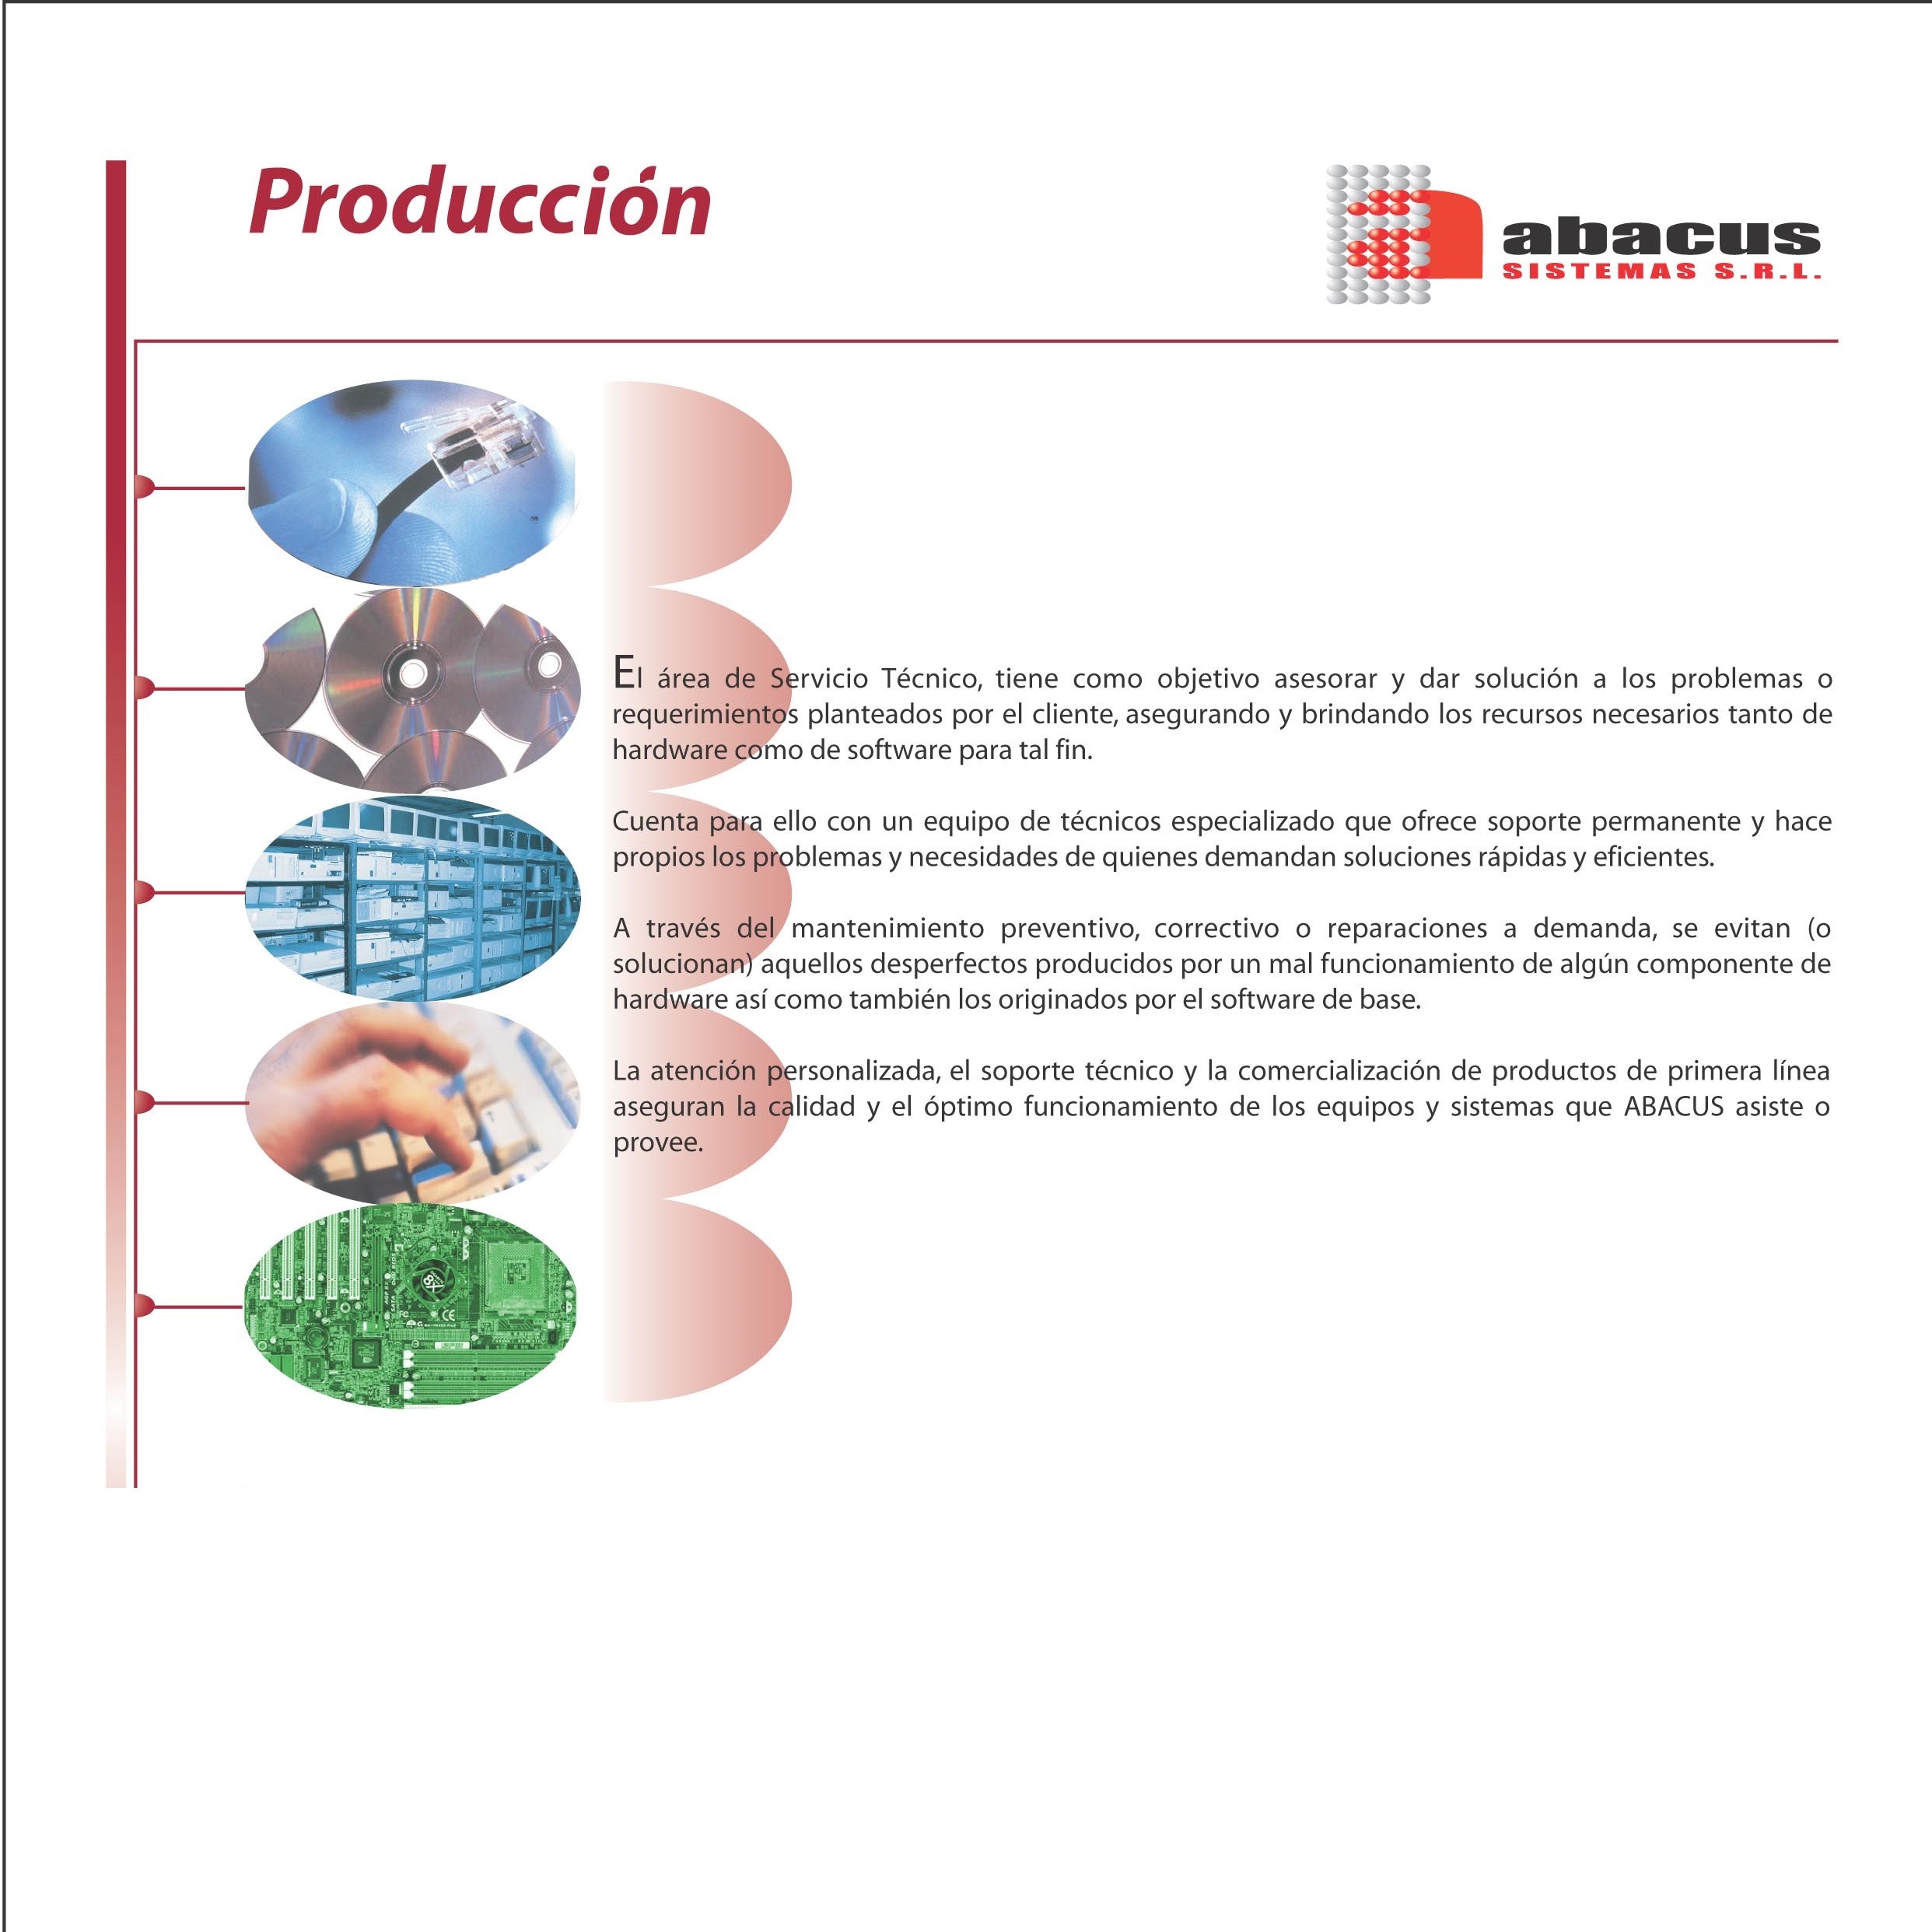 Producción
abacus
SISTEMAS S.R.L.
El área de Servicio Técnico, tiene como objetivo asesorar y dar solución a los problemas o
requerimientos planteados por el cliente, asegurando y brindando los recursos necesarios tanto de
hardware como de software para tal fin.
Cuenta para ello con un equipo de técnicos especializado que ofrece soporte permanente y hace
propios los problemas y necesidades de quienes demandan soluciones rápidas y eficientes.
A través del mantenimiento preventivo, correctivo o reparaciones a demanda, se evitan (o
solucionan) aquellos desperfectos producidos por un mal funcionamiento de algún componente de
hardware así como también los originados por el software de base.
La atención personalizada, el soporte técnico y la comercialización de productos de primera línea
aseguran la calidad y el óptimo funcionamiento de los equipos y sistemas que ABACUS asiste o
provee.